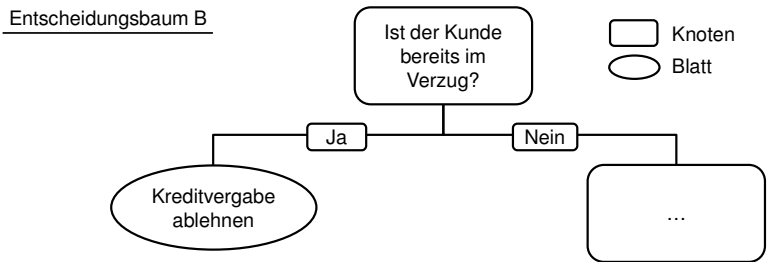 Entscheidungsbaum B
Ist der Kunde
bereits im
Verzug?
Knoten
Blatt
Ja
Nein
Kreditvergabe
ablehnen
…